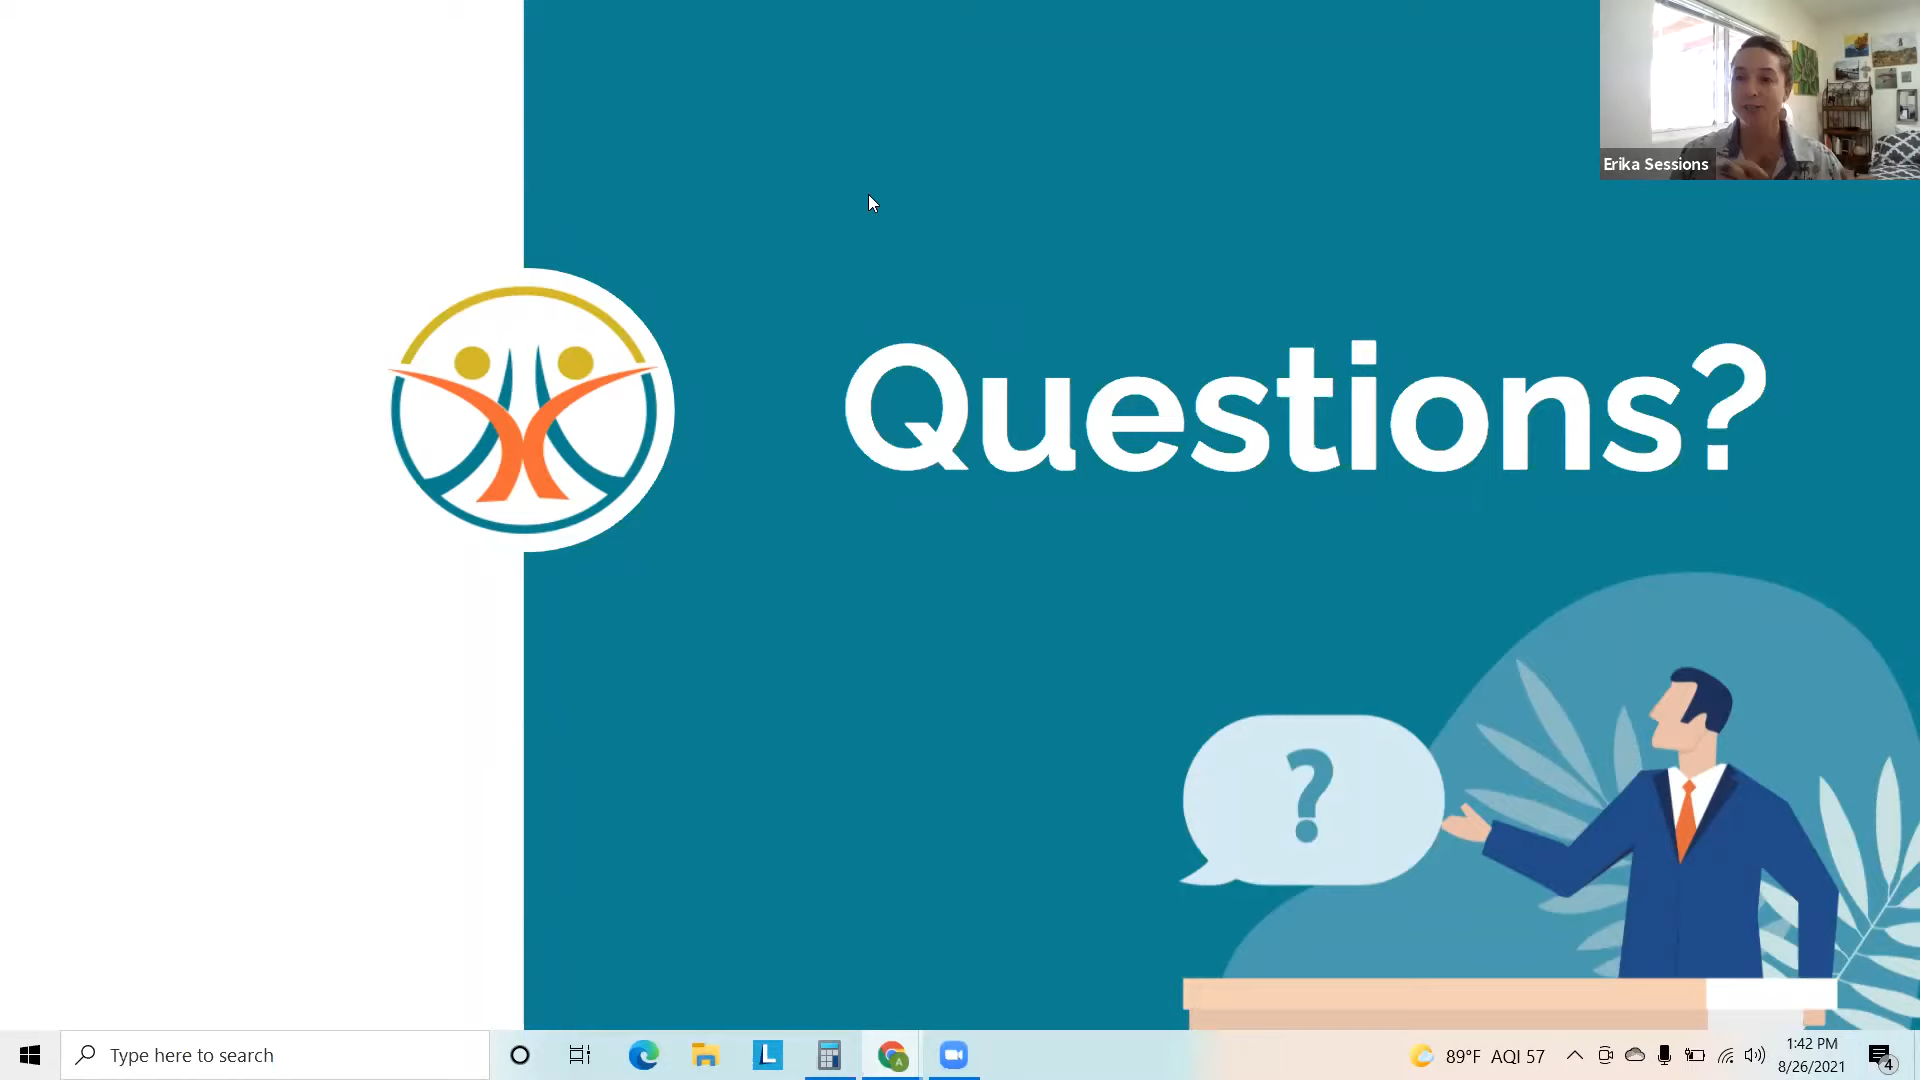 Erika Sessions
Questions?
?
Type here to search
L
A
89°F AQI 57
1:42 PM
8/26/2021
4